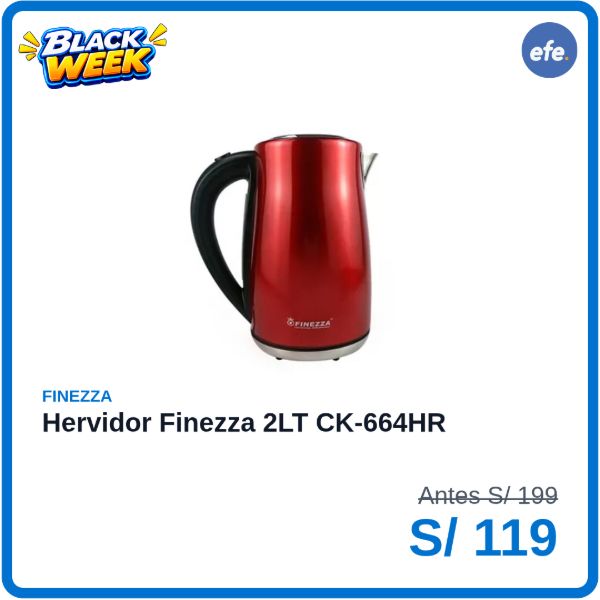 BLACK
WEEK
efe.
FINEZZA
FINEZZA
Hervidor Finezza 2LT CK-664HR
Antes S/ 199
S/ 119